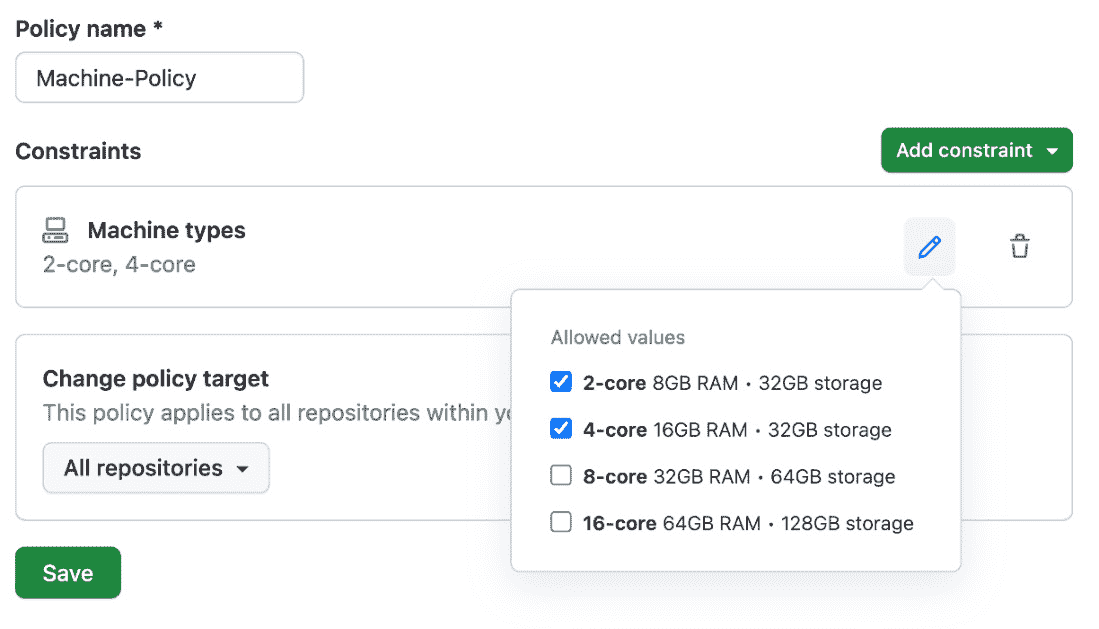 Policy name *
Machine-Policy
Constraints
Add constraint
Machine types
2-core, 4-core
Allowed values
2-core 8GB RAM • 32GB storage
4-core 16GB RAM • 32GB storage
8-core 32GB RAM • 64GB storage
16-core 64GB RAM • 128GB storage
Change policy target
This policy applies to all repositories within
All repositories
Save